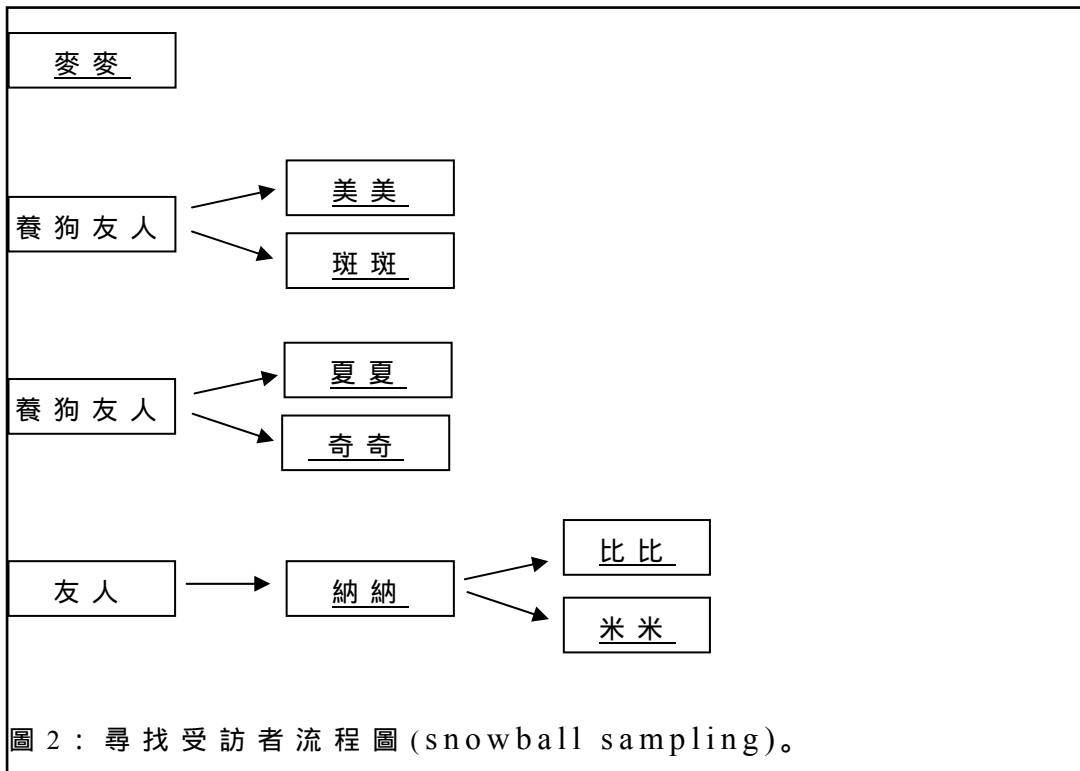 麥麥
美美
養狗友人
斑斑
夏夏
養狗友人
奇奇
比比
友人
納納
米米
圖2：尋找受訪者流程圖(snowball sampling)。